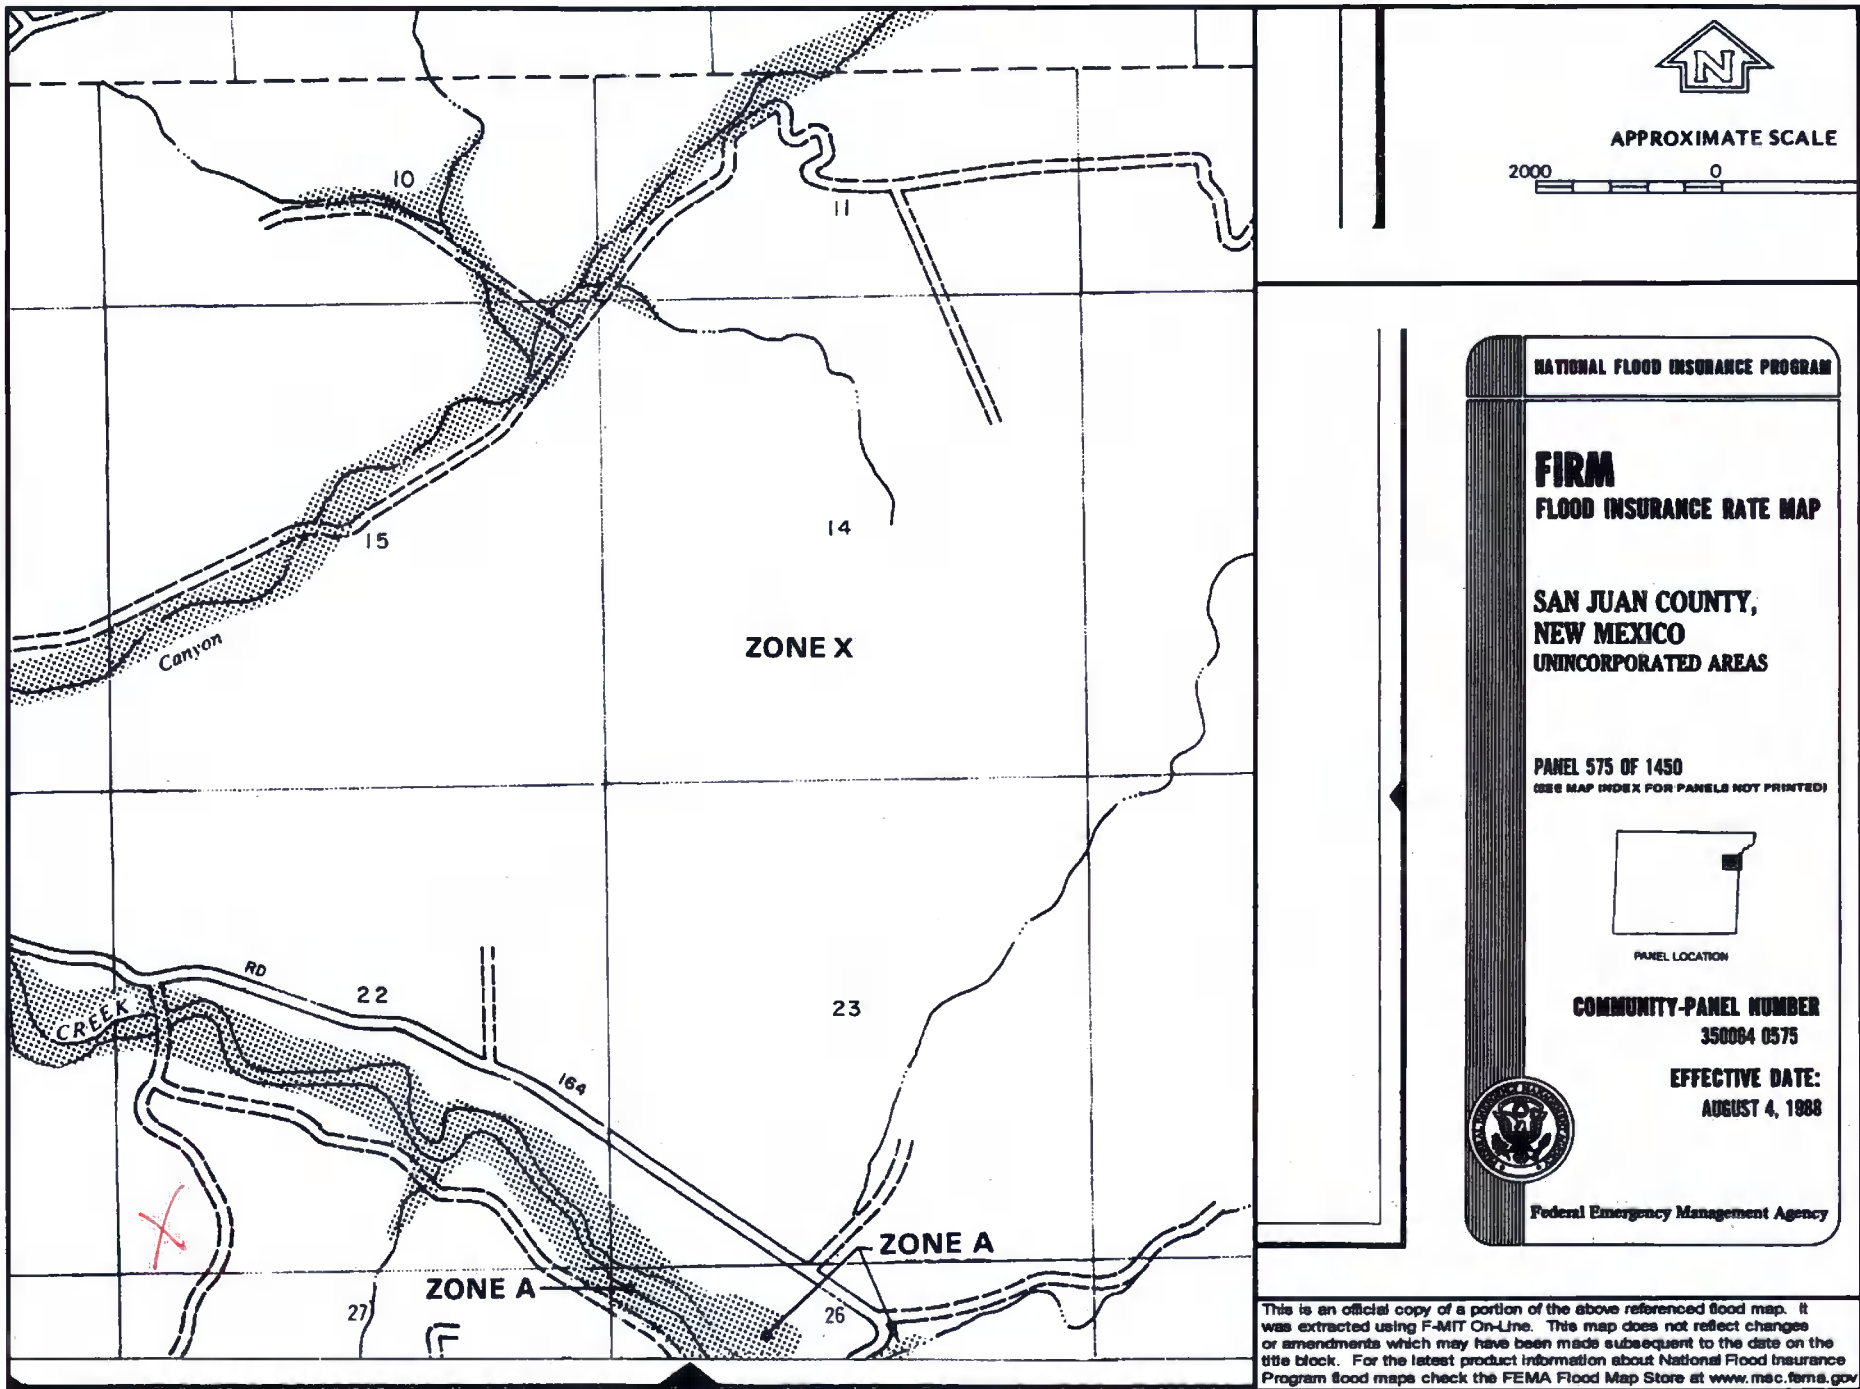 10
11
15
14
Canyon
ZONE X
RD
22
23
CREEK
164
ZONE A
ZONE A
27
26
N
APPROXIMATE SCALE
2000 0
NATIONAL FLOOD INSURANCE PROGRAM
FIRM
FLOOD INSURANCE RATE MAP
SAN JUAN COUNTY,
NEW MEXICO
UNINCORPORATED AREAS
PANEL 575 OF 1450
(SEE MAP INDEX FOR PANELS NOT PRINTED)
PANEL LOCATION
COMMUNITY-PANEL NUMBER
350064 0575
EFFECTIVE DATE:
AUGUST 4, 1988
Federal Emergency Management Agency
This is an official copy of a portion of the above referenced flood map. It
was extracted using F-MIT On-Line. This map does not reflect changes
or amendments which may have been made subsequent to the date on the
title block. For the latest product information about National Flood Insurance
Program flood maps check the FEMA Flood Map Store at www.msc.fema.gov